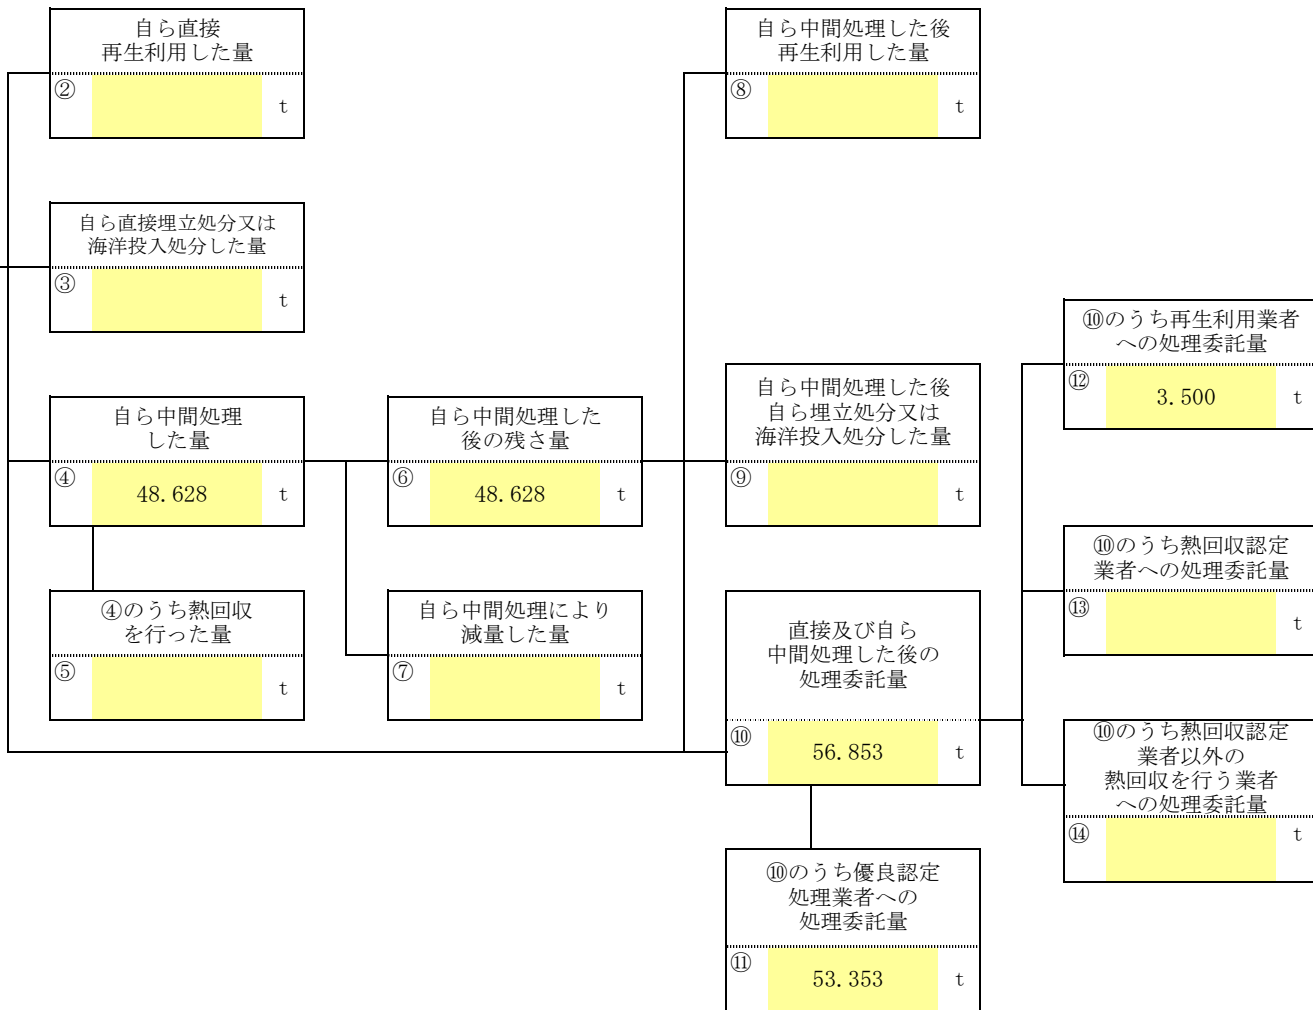 自ら直接
再生利用した量
② t
自ら中間処理した後
再生利用した量
⑧ t
自ら直接埋立処分又は
海洋投入処分した量
③ t
⑩のうち再生利用業者
への処理委託量
⑫ 3.500 t
自ら中間処理
した量
④ 48.628 t
自ら中間処理した
後の残さ量
⑥ 48.628 t
自ら中間処理した後
自ら埋立処分又は
海洋投入処分した量
⑨ t
⑩のうち熱回収認定
業者への処理委託量
⑬ t
④のうち熱回収
を行った量
⑤ t
自ら中間処理により
減量した量
⑦ t
直接及び自ら
中間処理した後の
処理委託量
⑩ 56.853 t
⑩のうち熱回収認定
業者以外の
熱回収を行う業者
への処理委託量
⑭ t
⑩のうち優良認定
処理業者への
処理委託量
⑪ 53.353 t